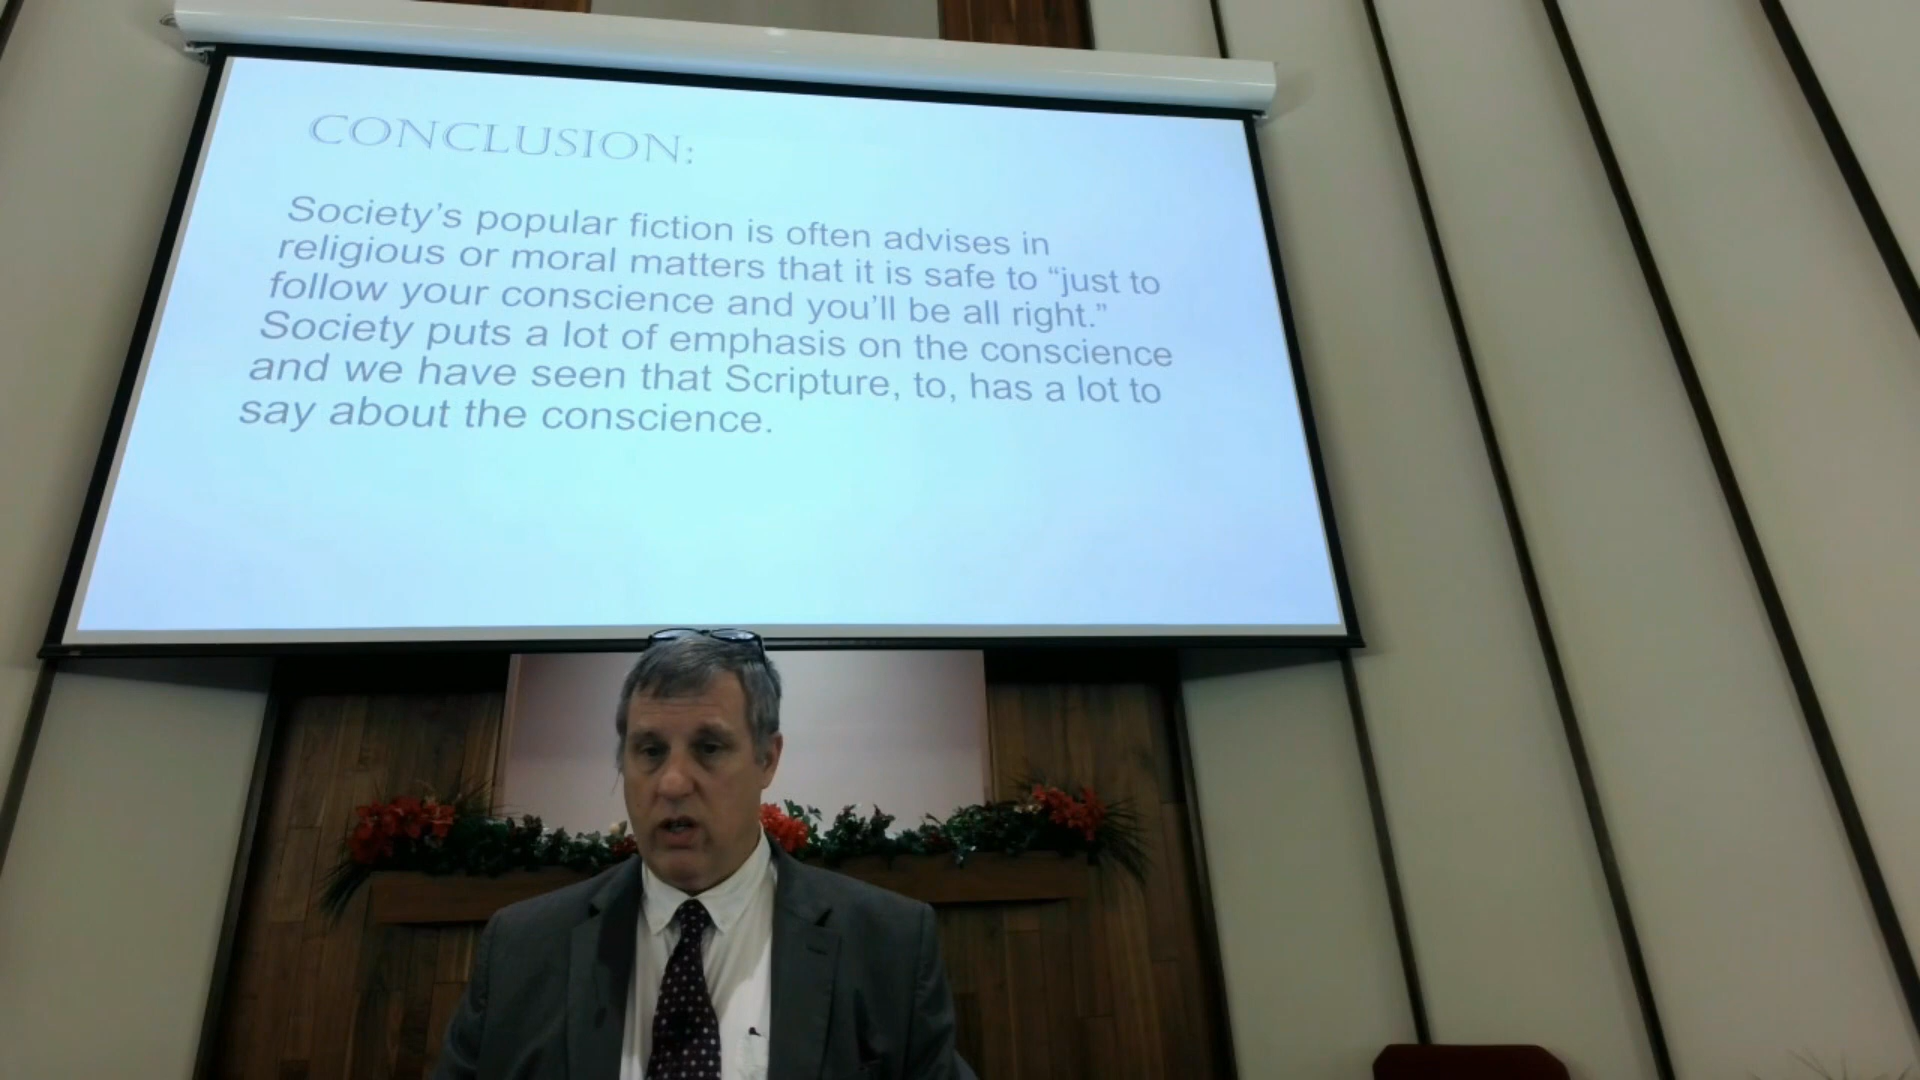 CONCLUSION:
Society's popular fiction is often advises in
religious or moral matters that it is safe to “just to
follow your conscience and you'll be all right.”
Society puts a lot of emphasis on the conscience
and we have seen that Scripture, to, has a lot to
say about the conscience.